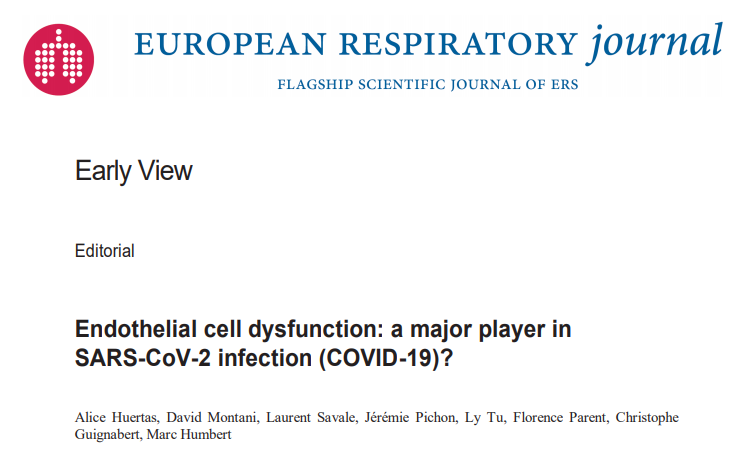 EUROPEAN RESPIRATORY journal
FLAGSHIP SCIENTIFIC JOURNAL OF ERS
Early View
Editorial
Endothelial cell dysfunction: a major player in
SARS-CoV-2 infection (COVID-19)?
Alice Huertas, David Montani, Laurent Savale, Jérémie Pichon, Ly Tu, Florence Parent, Christophe
Guignabert, Marc Humbert